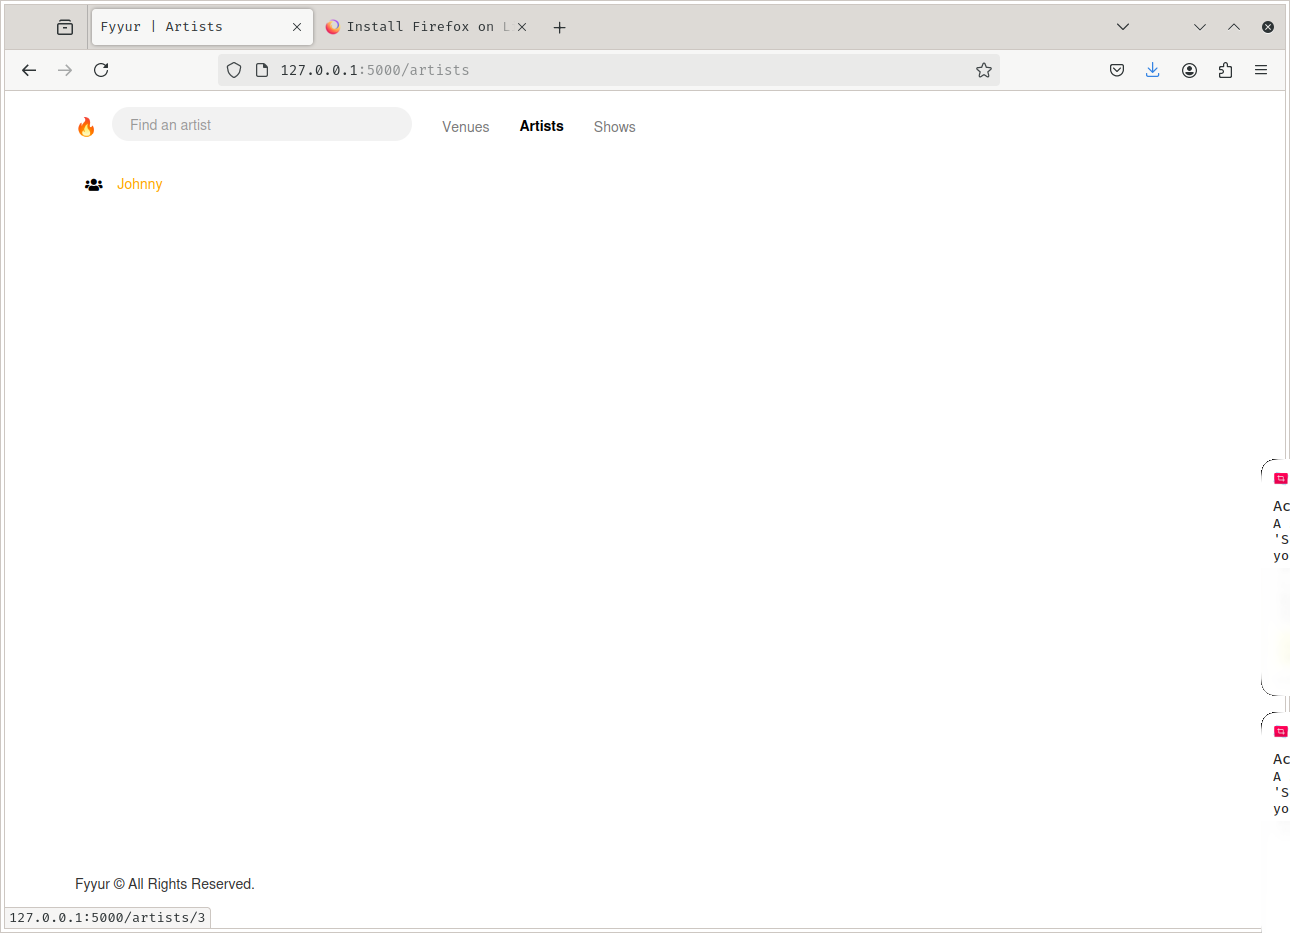 Fyyur | Artists
Install Firefox on L
127.0.0.1:5000/artists
Find an artist
Venues
Artists
Shows
Johnny
Ac
A
'S
yo
Ac
A
'S
yo
Fyyur © All Rights Reserved.
127.0.0.1:5000/artists/3